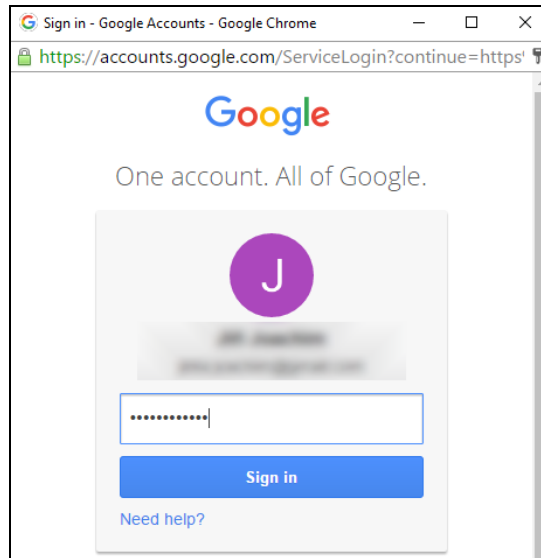 Sign in - Google Accounts - Google Chrome
https://accounts.google.com/ServiceLogin?continue=https
Google
One account. All of Google.
J
••••••••••••
Sign in
Need help?